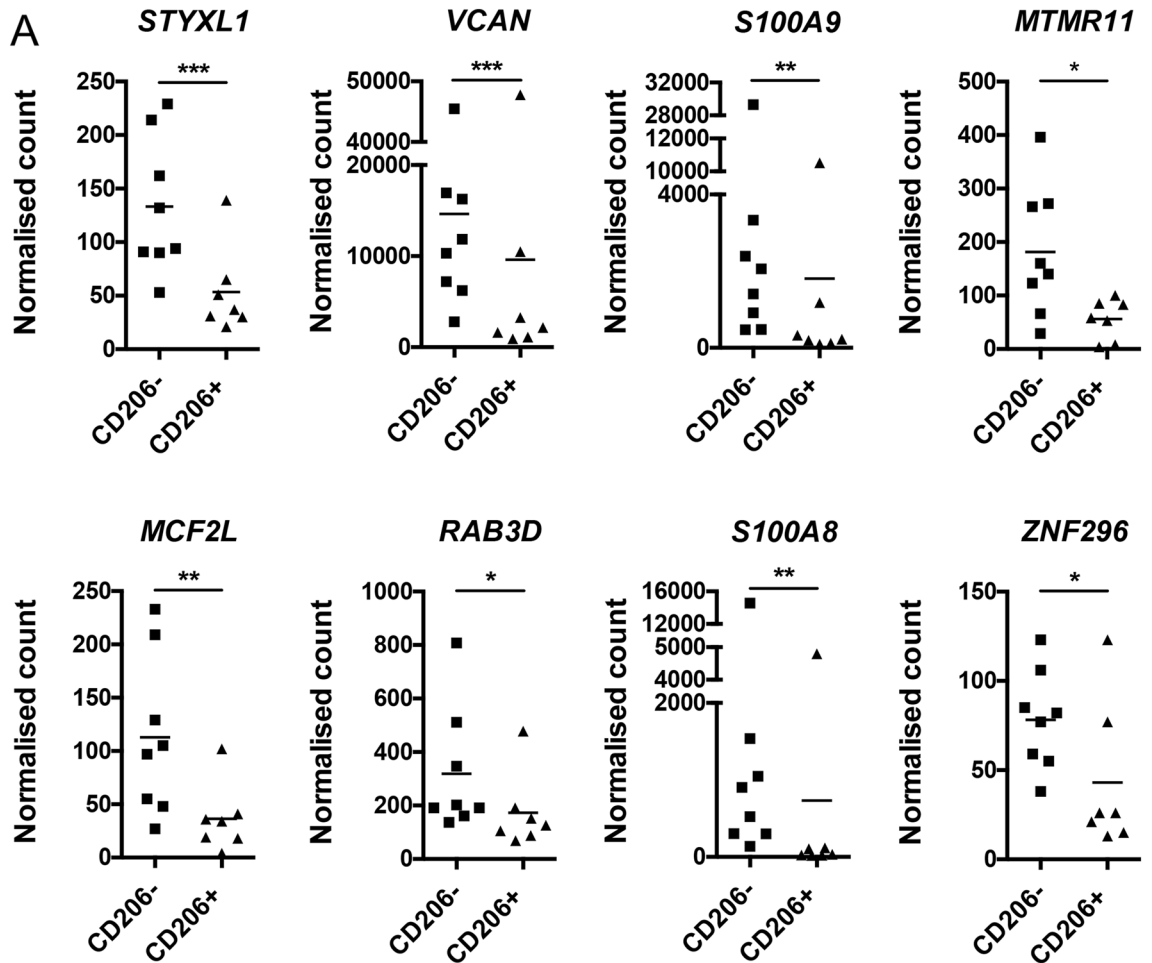 A
STYXL1
VCAN
S100A9
MTMR11
***
***
**
*
Normalised count
250
200
150
100
50
0
CD206-
CD206+
Normalised count
50000
40000
20000
10000
0
CD206-
CD206+
Normalised count
32000
28000
12000
10000
4000
0
CD206-
CD206+
Normalised count
500
400
300
200
100
0
CD206-
CD206+
MCF2L
RAB3D
S100A8
ZNF296
**
*
**
*
Normalised count
250
200
150
100
50
0
CD206-
CD206+
Normalised count
1000
800
600
400
200
0
CD206-
CD206+
Normalised count
16000
12000
5000
4000
2000
0
CD206-
CD206+
Normalised count
150
100
50
0
CD206-
CD206+